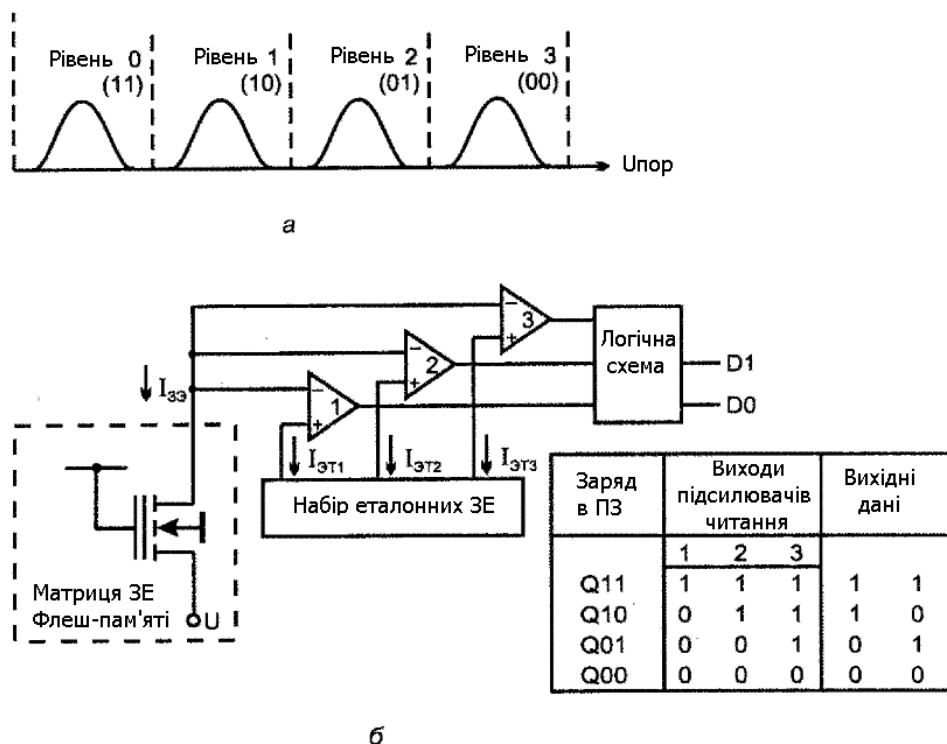 Рівень 0
(11)
Рівень 1
(10)
Рівень 2
(01)
Рівень 3
(00)
Uпор
а
IЗЭ
1
2
3
IЭТ1
IЭТ2
IЭТ3
Набір еталонних ЗЕ
Логічна
схема
D1
D0
Матриця ЗЕ
Флеш-пам'яті
U
Заряд
в ПЗ
Виходи
підсилювачів
читання
Вихідні
дані
1 2 3
Q11 1 1 1 1 1
Q10 0 1 1 1 0
Q01 0 0 1 0 1
Q00 0 0 0 0 0
б